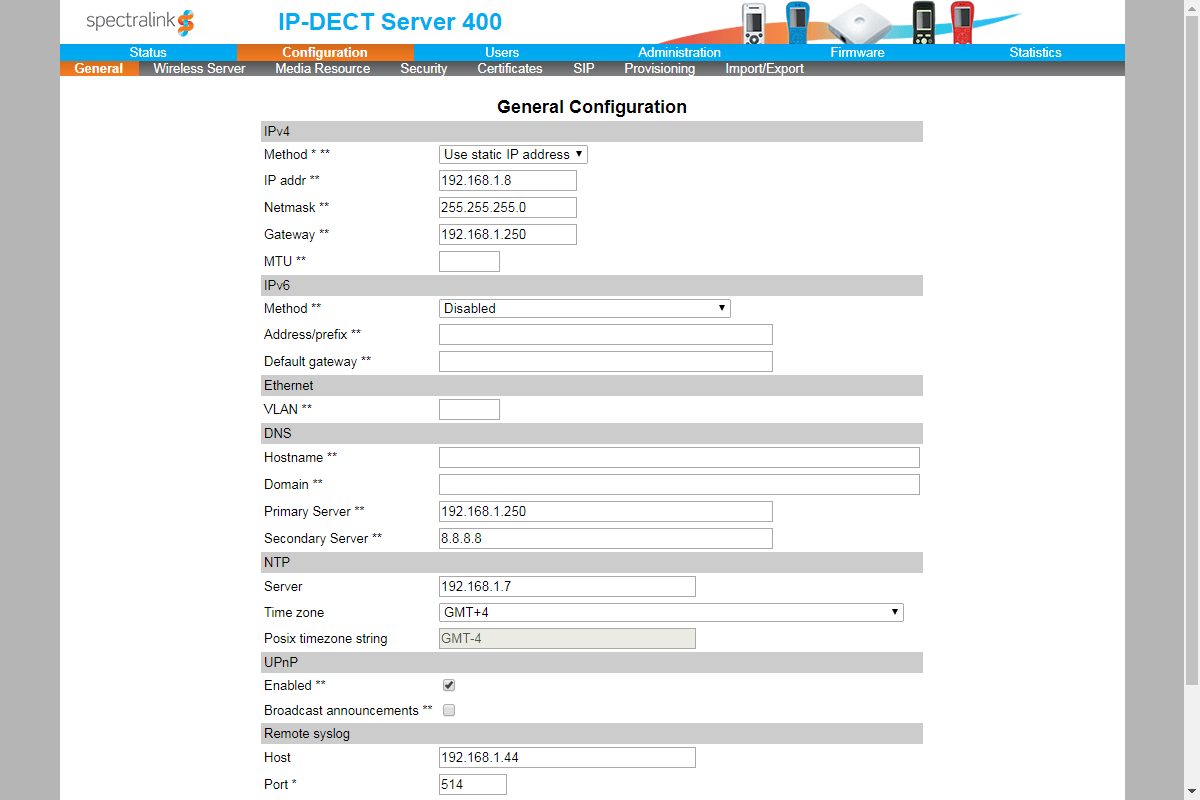 spectralink IP-DECT Server 400
Status Configuration Users Administration Firmware Statistics
General Wireless Server Media Resource Security Certificates SIP Provisioning Import/Export
General Configuration
IPv4
Method * ** Use static IP address
IP addr ** 192.168.1.8
Netmask ** 255.255.255.0
Gateway ** 192.168.1.250
MTU **
IPv6
Method ** Disabled
Address/prefix **
Default gateway **
Ethernet
VLAN **
DNS
Hostname **
Domain **
Primary Server ** 192.168.1.250
Secondary Server ** 8.8.8.8
NTP
Server 192.168.1.7
Time zone GMT+4
Posix timezone string GMT-4
UPnP
Enabled **
Broadcast announcements **
Remote syslog
Host 192.168.1.44
Port * 514